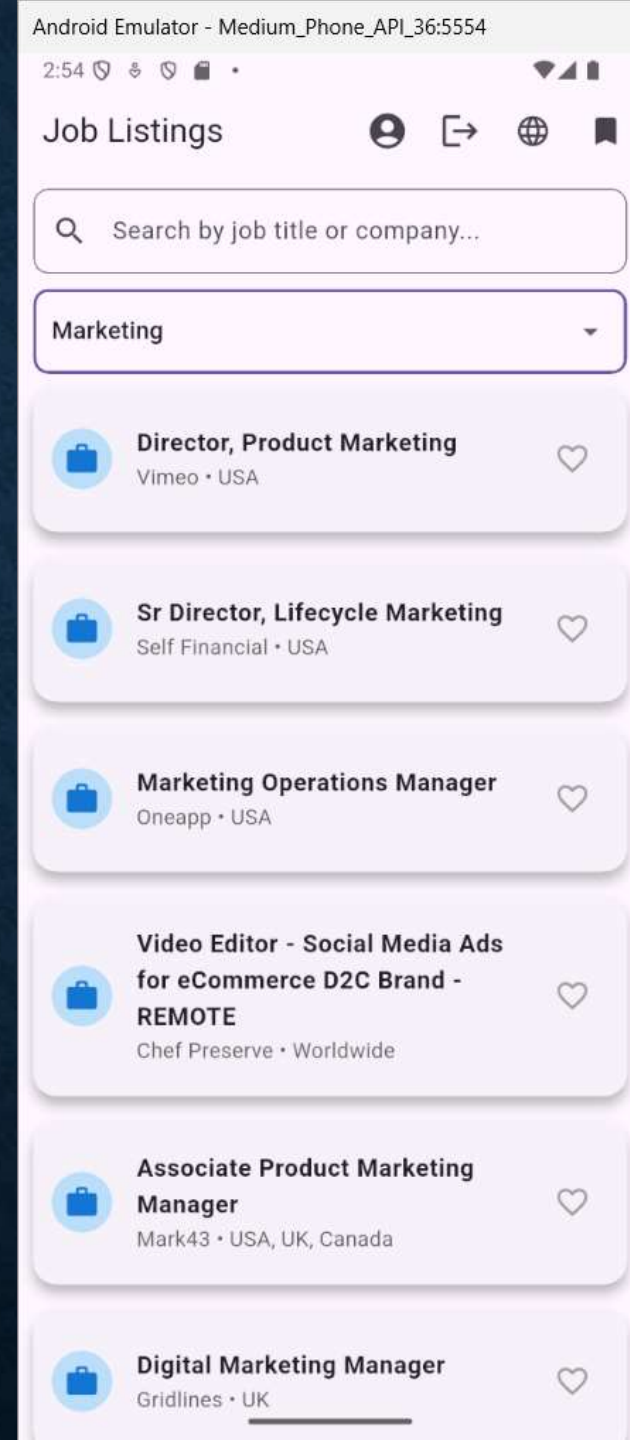 Android Emulator - Medium_Phone_API_36:5554
2:54
Job Listings
Search by job title or company...
Marketing
Director, Product Marketing
Vimeo • USA
Sr Director, Lifecycle Marketing
Self Financial • USA
Marketing Operations Manager
Oneapp • USA
Video Editor - Social Media Ads
for eCommerce D2C Brand -
REMOTE
Chef Preserve • Worldwide
Associate Product Marketing
Manager
Mark43 • USA, UK, Canada
Digital Marketing Manager
Gridlines • UK